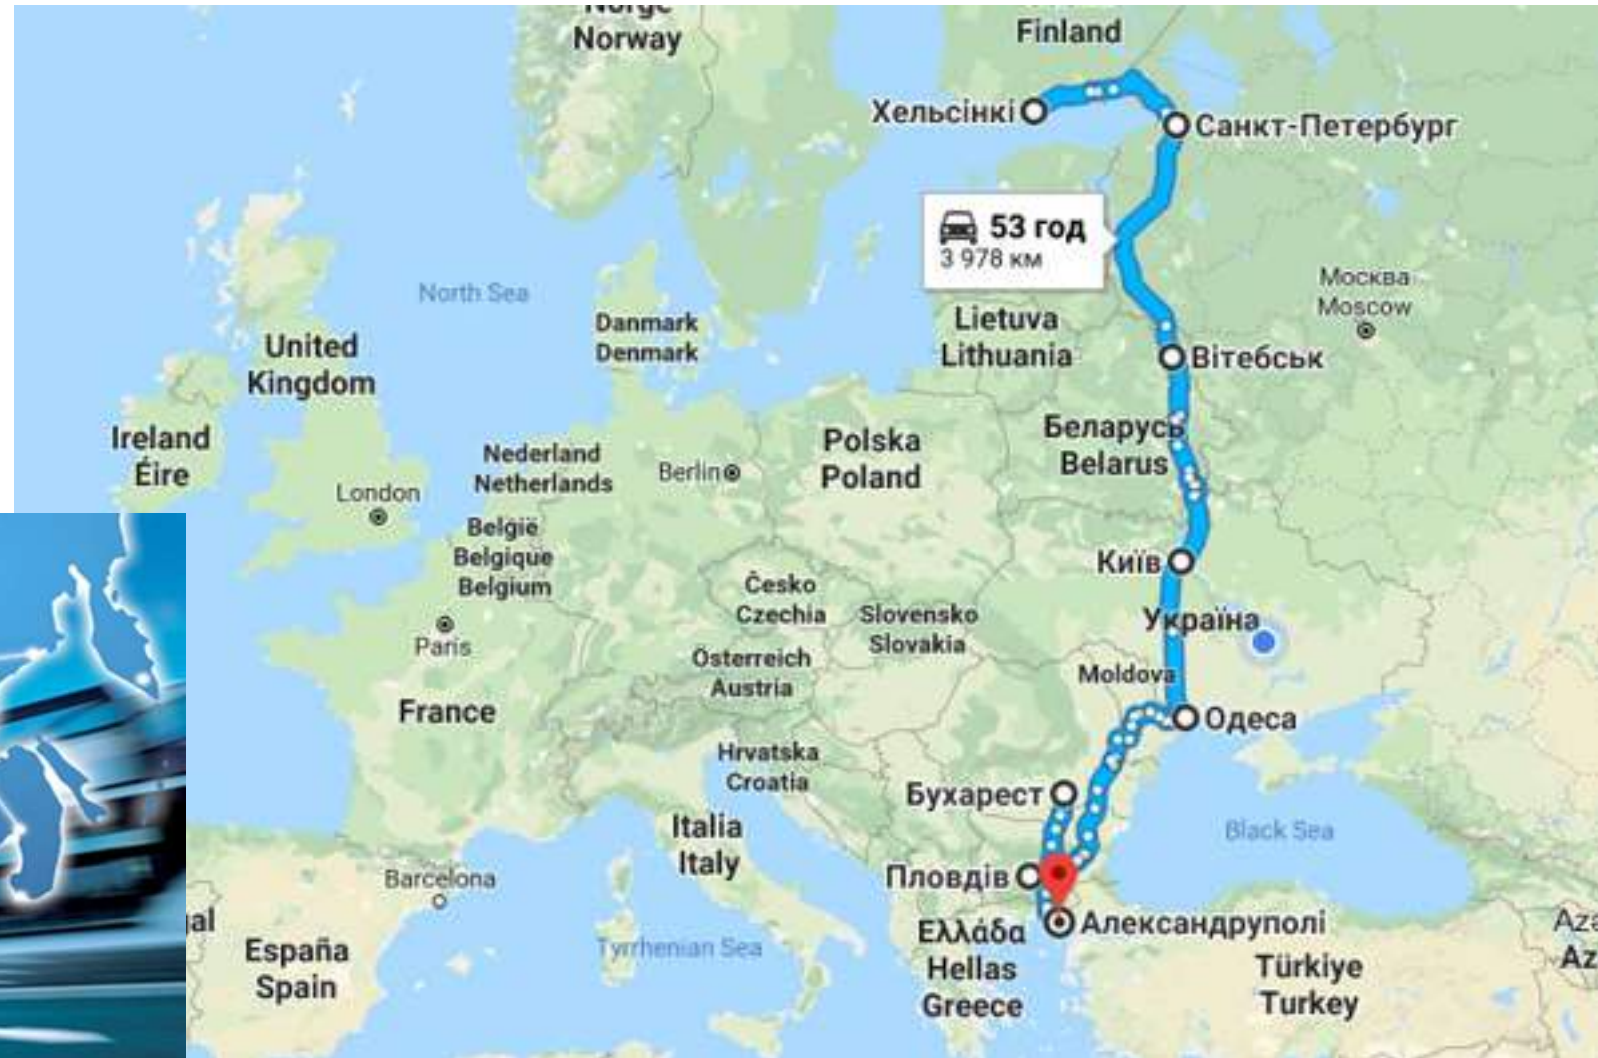 Norge
Norway
Finland
Хельсінкі
Санкт-Петербург
53 год
3 978 км
Москва
Moscow
North Sea
Danmark
Denmark
Lietuva
Lithuania
Вітебськ
United
Kingdom
Ireland
Éire
Nederland
Netherlands
Berlin
Polska
Poland
Беларусь
Belarus
London
België
Belgique
Belgium
Київ
Česko
Czechia
Slovensko
Slovakia
Україна
Paris
Österreich
Austria
Moldova
France
Одеса
Hrvatska
Croatia
Бухарест
Italia
Italy
Black Sea
Barcelona
Пловдів
Александруполі
Ελλάδα
Hellas
Greece
España
Spain
Tyrrhenian Sea
Türkiye
Turkey